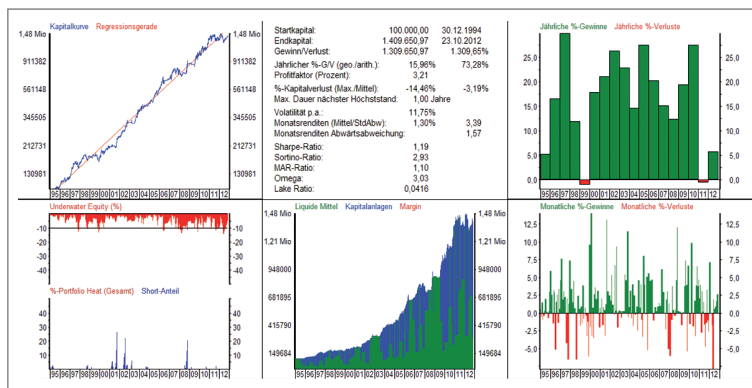 Kapitalkurve Regressionsgerade
1,48 Mio 1,48 Mio
911382 911382
561148 561148
345505 345505
212731 212731
130981 130981
95 96 97 98 99 00 01 02 03 04 05 06 07 08 09 10 11 12
Startkapital: 100.000,00 30.12.1994
Endkapital: 1.409.650,97 23.10.2012
Gewinn/Verlust: 1.309.650,97 1.309,65%
Jährlicher %-G/V (geo./arith.): 15,96% 73,28%
Profitfaktor (Prozent): 3,21
%-Kapitalverlust (Max./Mittel): -14,46% -3,19%
Max. Dauer nächster Höchststand: 1,00 Jahre
Volatilität p.a.: 11,75%
Monatsrenditen (Mittel/StdAbw): 1,30% 3,39
Monatsrenditen Abwärtsabweichung: 1,57
Sharpe-Ratio: 1,19
Sortino-Ratio: 2,93
MAR-Ratio: 1,10
Omega: 3,03
Lake Ratio: 0,0416
Jährliche %-Gewinne Jährliche %-Verluste
25,0 25,0
20,0 20,0
15,0 15,0
10,0 10,0
5,0 5,0
0,0 0,0
95 96 97 98 99 00 01 02 03 04 05 06 07 08 09 10 11 12
Underwater Equity (%)
-10 -10
-20 -20
-30 -30
-40 -40
%-Portfolio Heat (Gesamt) Short-Anteil
40 40
30 30
20 20
10 10
95 96 97 98 99 00 01 02 03 04 05 06 07 08 09 10 11 12
Liquide Mittel Kapitalanlagen Margin
1,48 Mio 1,48 Mio
1,21 Mio 1,21 Mio
948000 948000
681895 681895
415790 415790
149684 149684
95 96 97 98 99 00 01 02 03 04 05 06 07 08 09 10 11 12
Monatliche %-Gewinne Monatliche %-Verluste
12,5 12,5
10,0 10,0
7,5 7,5
5,0 5,0
2,5 2,5
0,0 0,0
-2,5 -2,5
-5,0 -5,0
95 96 97 98 99 00 01 02 03 04 05 06 07 08 09 10 11 12